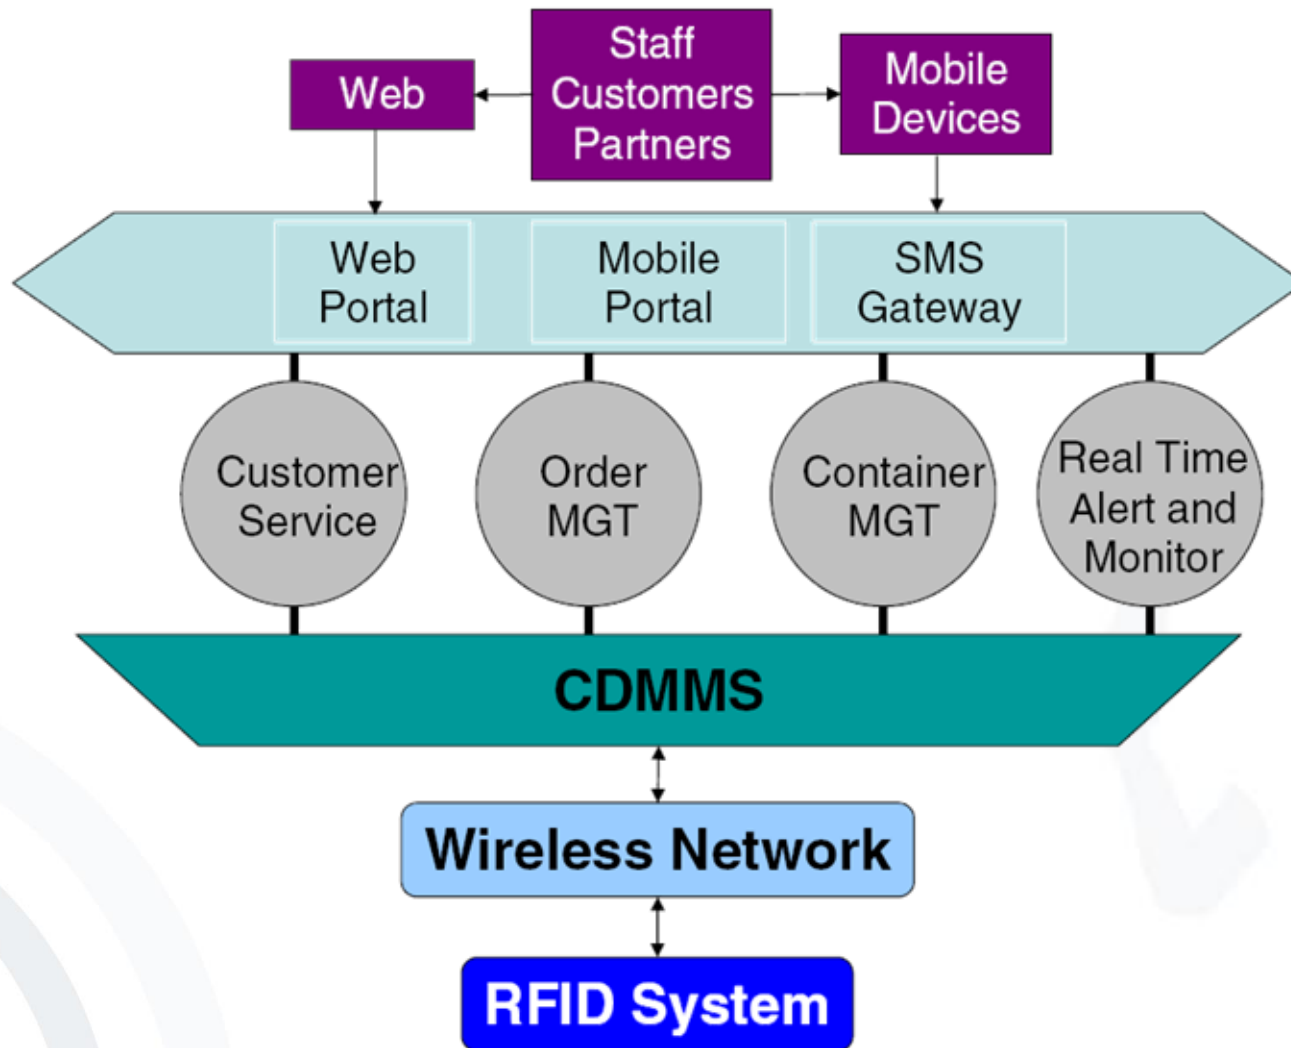 Staff
Customers
Partners
Web
Mobile
Devices
Web
Portal
Mobile
Portal
SMS
Gateway
Customer
Service
Order
MGT
Container
MGT
Real Time
Alert and
Monitor
CDMMS
Wireless Network
RFID System